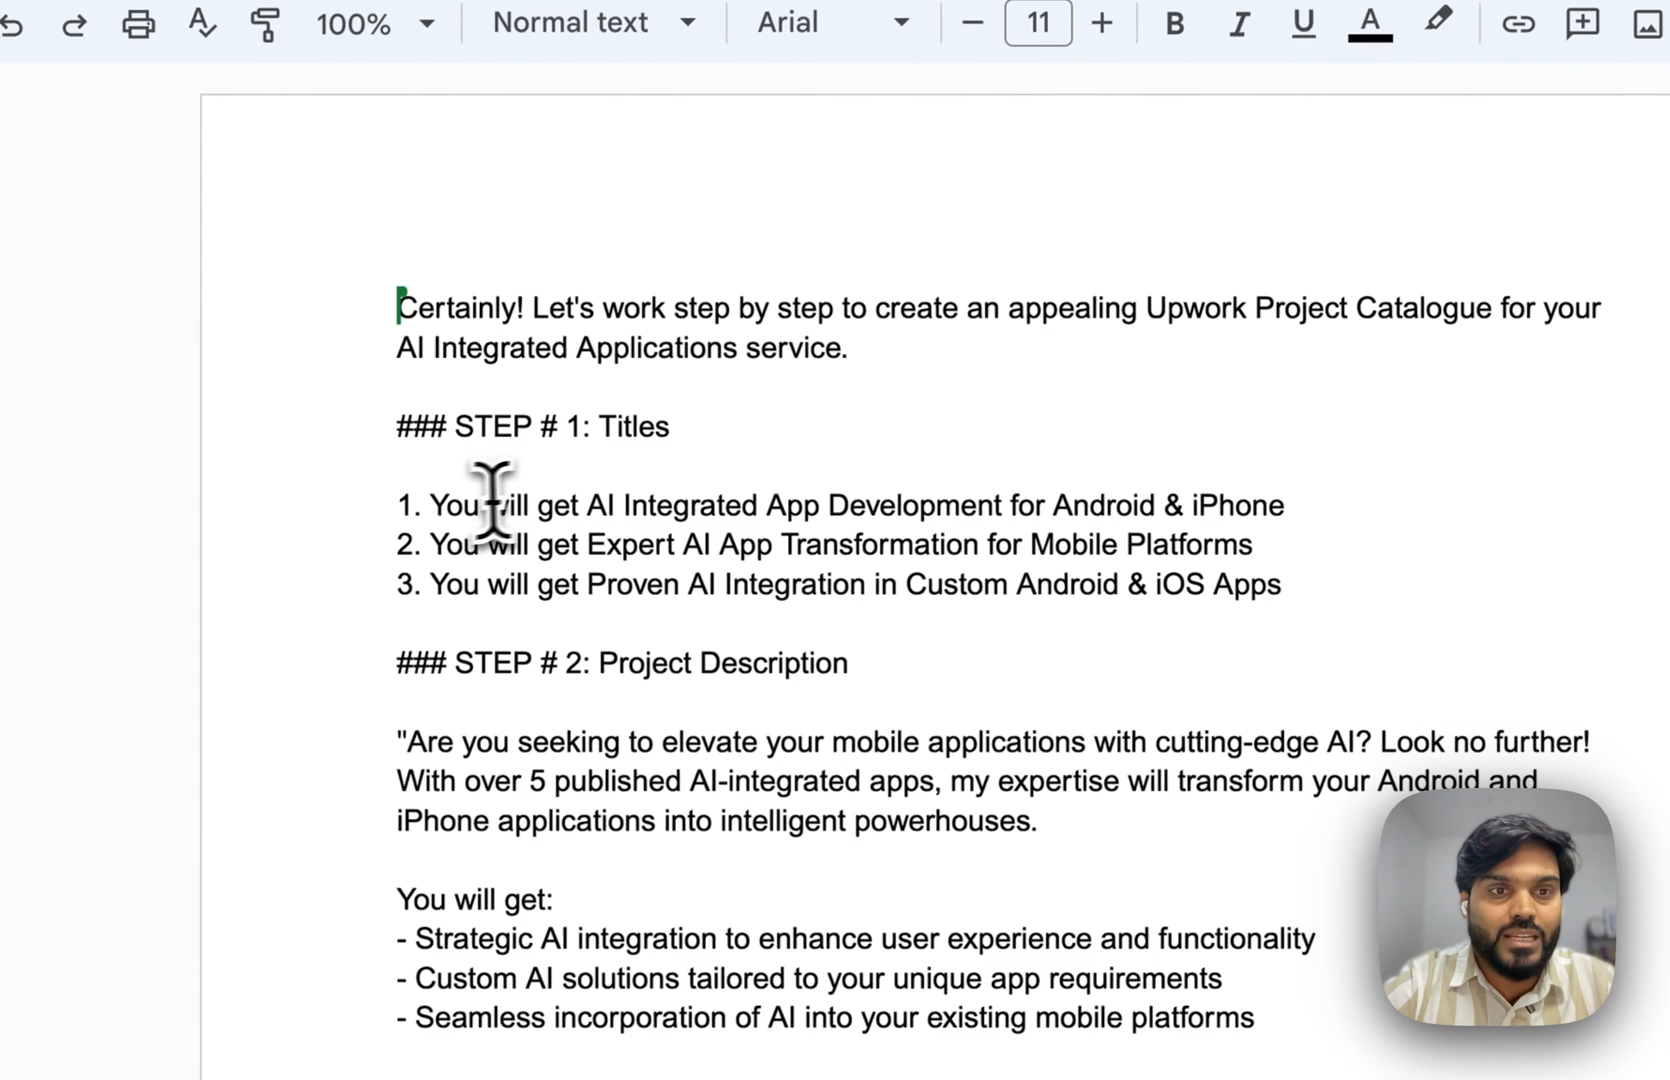 100% Normal text Arial 11 B I U A
Certainly! Let's work step by step to create an appealing Upwork Project Catalogue for your
AI Integrated Applications service.
### STEP # 1: Titles
1. You will get AI Integrated App Development for Android & iPhone
2. You will get Expert AI App Transformation for Mobile Platforms
3. You will get Proven AI Integration in Custom Android & iOS Apps
### STEP # 2: Project Description
"Are you seeking to elevate your mobile applications with cutting-edge AI? Look no further!
With over 5 published AI-integrated apps, my expertise will transform your Android and
iPhone applications into intelligent powerhouses.
You will get:
- Strategic AI integration to enhance user experience and functionality
- Custom AI solutions tailored to your unique app requirements
- Seamless incorporation of AI into your existing mobile platforms